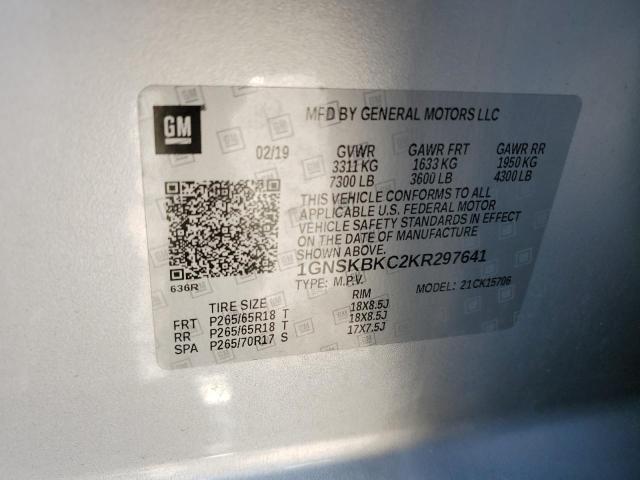 GM
MFD BY GENERAL MOTORS LLC
02/19 GVWR GAWR FRT GAWR RR
3311 KG 1633 KG 1950 KG
7300 LB 3600 LB 4300 LB
THIS VEHICLE CONFORMS TO ALL
APPLICABLE U.S. FEDERAL MOTOR
VEHICLE SAFETY STANDARDS IN EFFECT
ON THE DATE OF MANUFACTURE
SHOWN ABOVE.
1GNSKBKC2KR297641
TYPE: M.P.V. MODEL: 21CK15706
636R
TIRE SIZE RIM
FRT P265/65R18 T 18X8.5J
RR P265/65R18 T 18X8.5J
SPA P265/70R17 S 17X7.5J